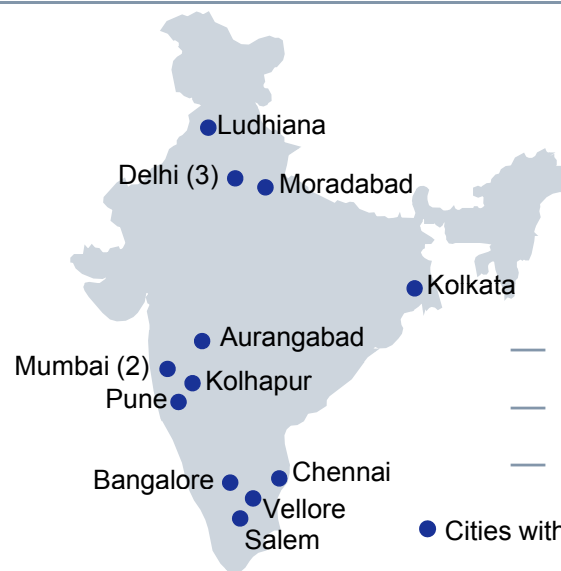 Ludhiana
Delhi (3)
Moradabad
Kolkata
Aurangabad
Mumbai (2)
Kolhapur
Pune
Chennai
Bangalore
Vellore
Salem
Cities with